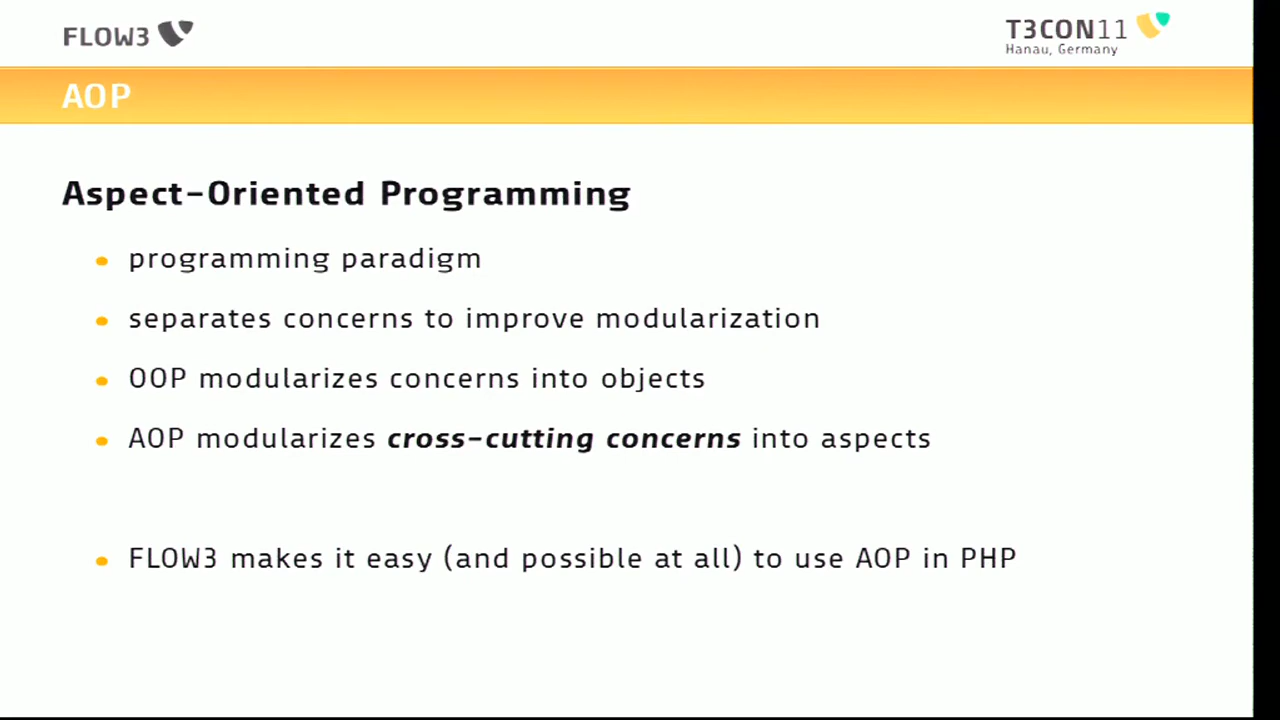 FLOW3
T3CON11
Hanau, Germany
AOP
Aspect-Oriented Programming
programming paradigm
separates concerns to improve modularization
OOP modularizes concerns into objects
AOP modularizes cross-cutting concerns into aspects
FLOW3 makes it easy (and possible at all) to use AOP in PHP